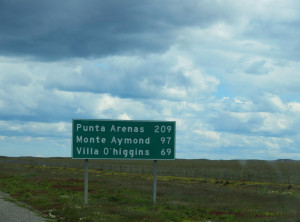 Punta Arenas 209
Monte Aymond 97
Villa O'higgins 69